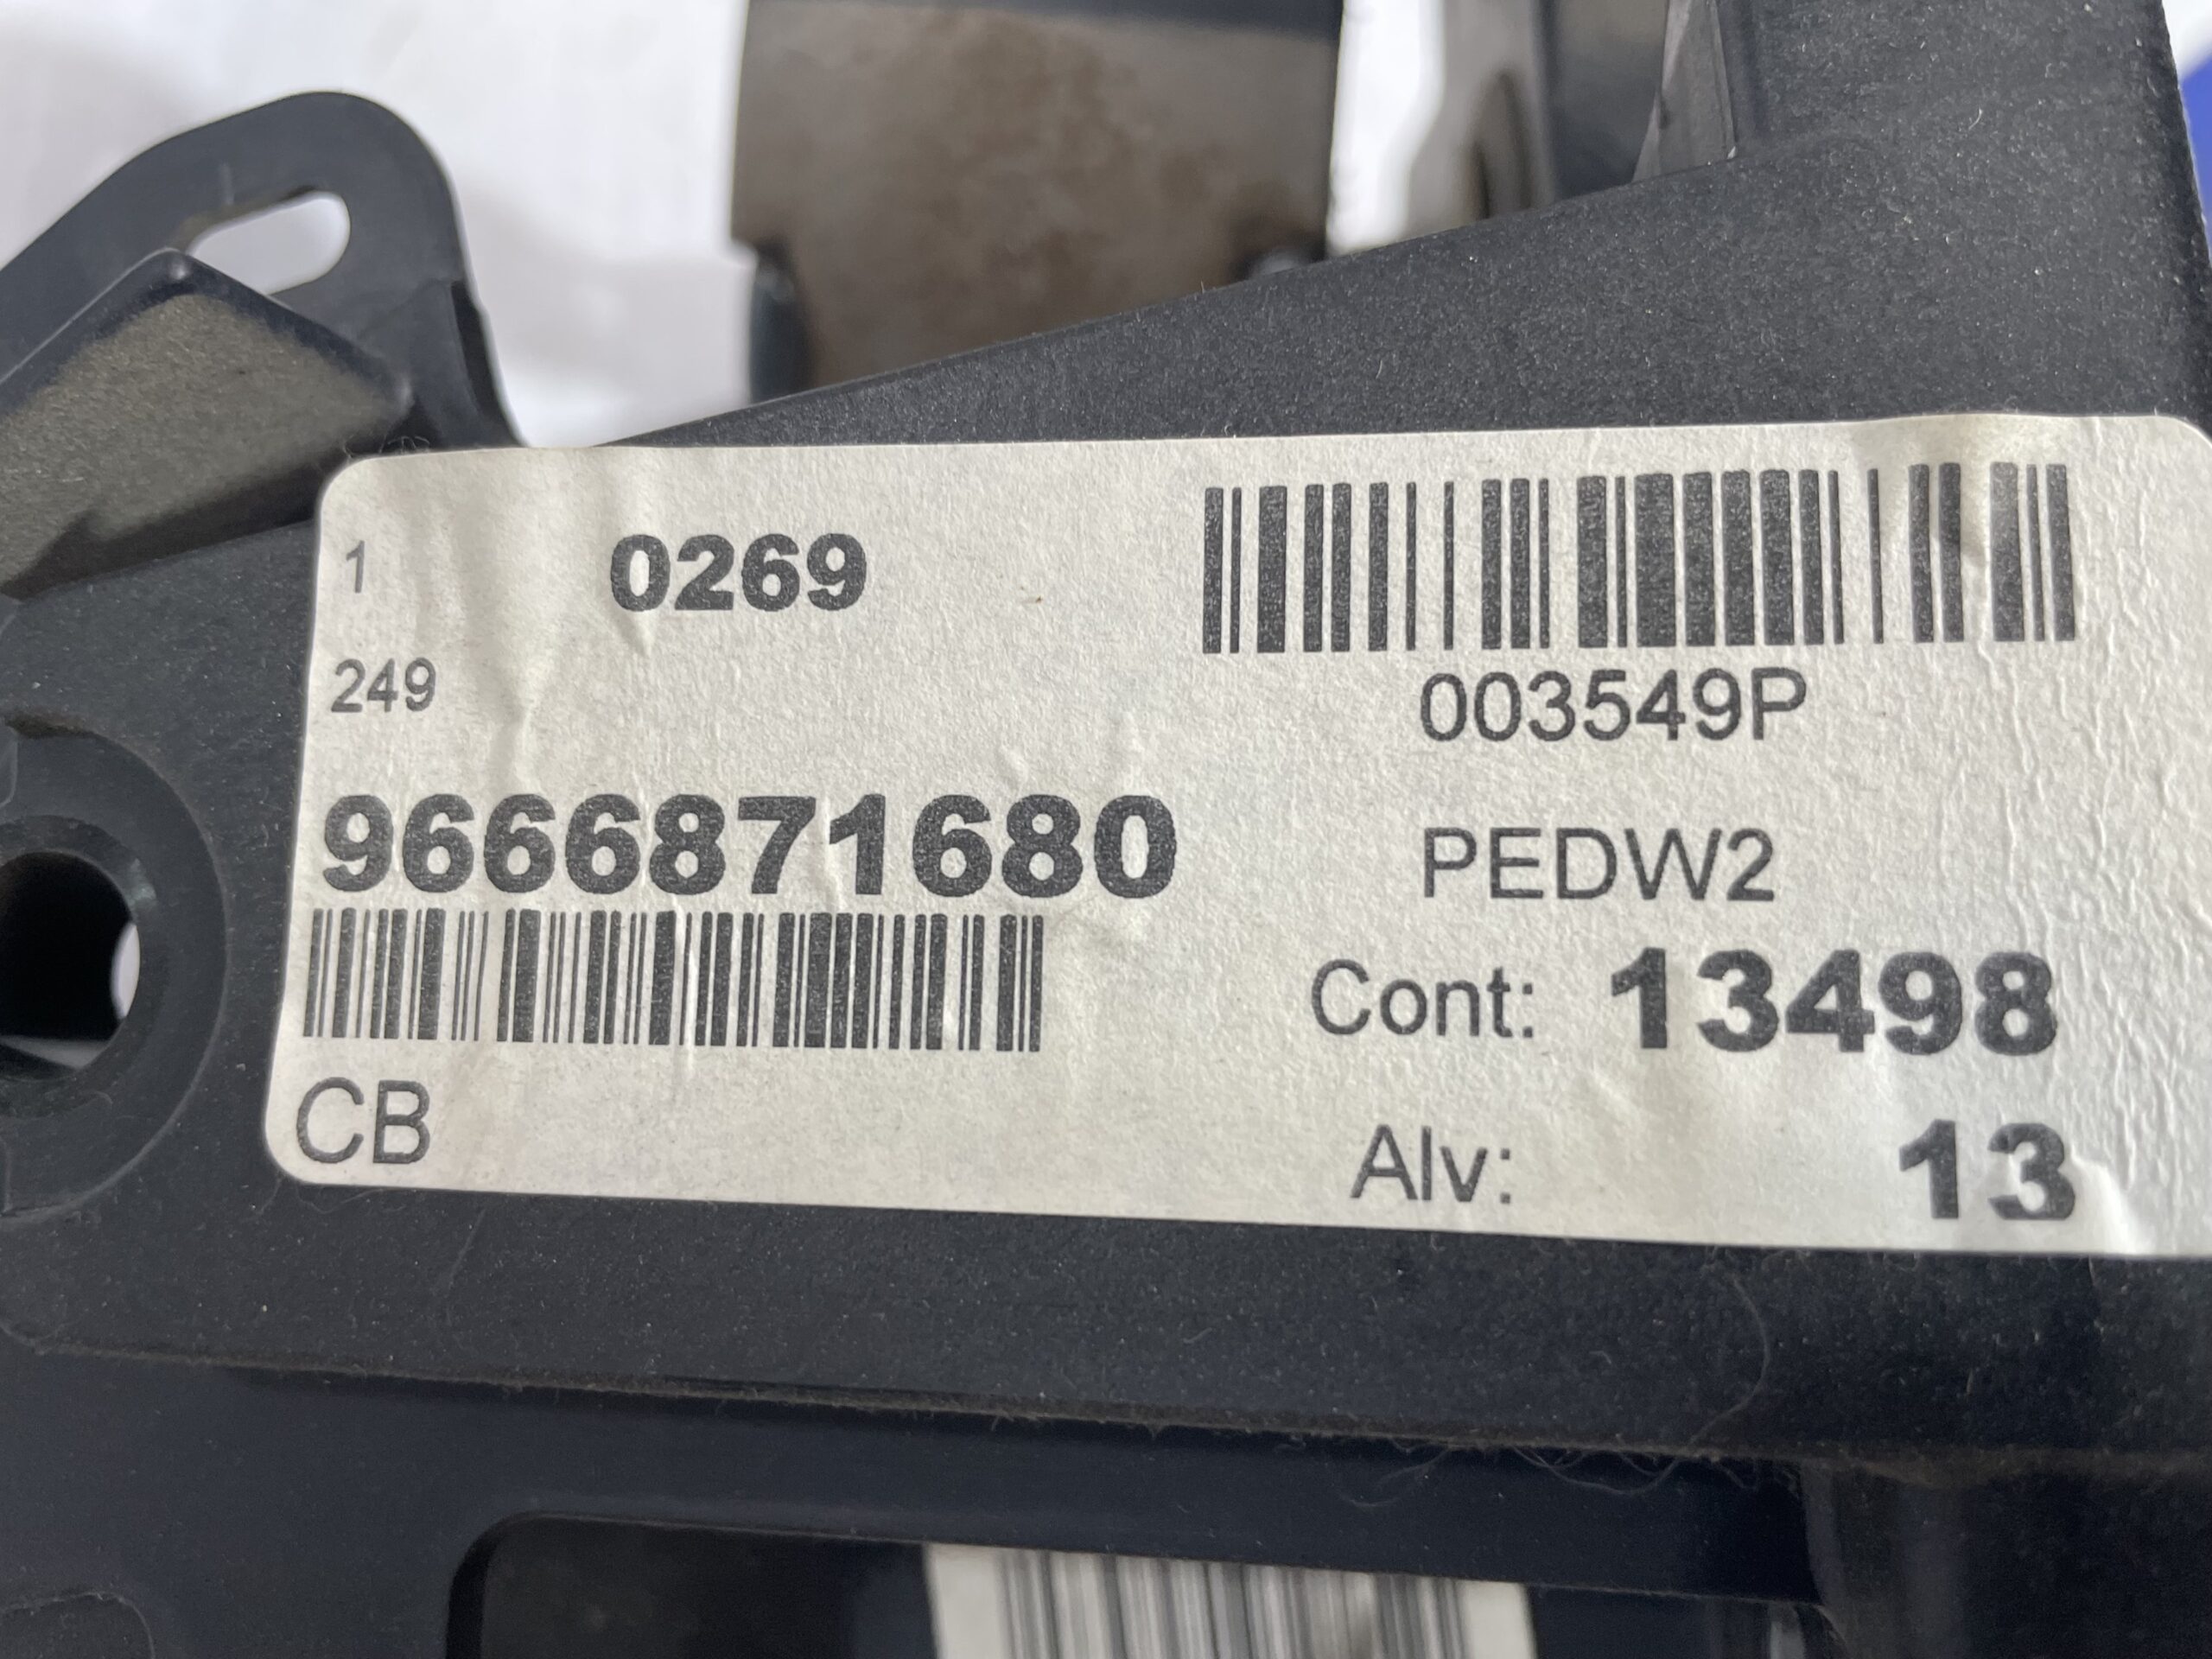 1 0269
249 003549P
9666871680 PEDW2
Cont: 13498
CB Alv: 13